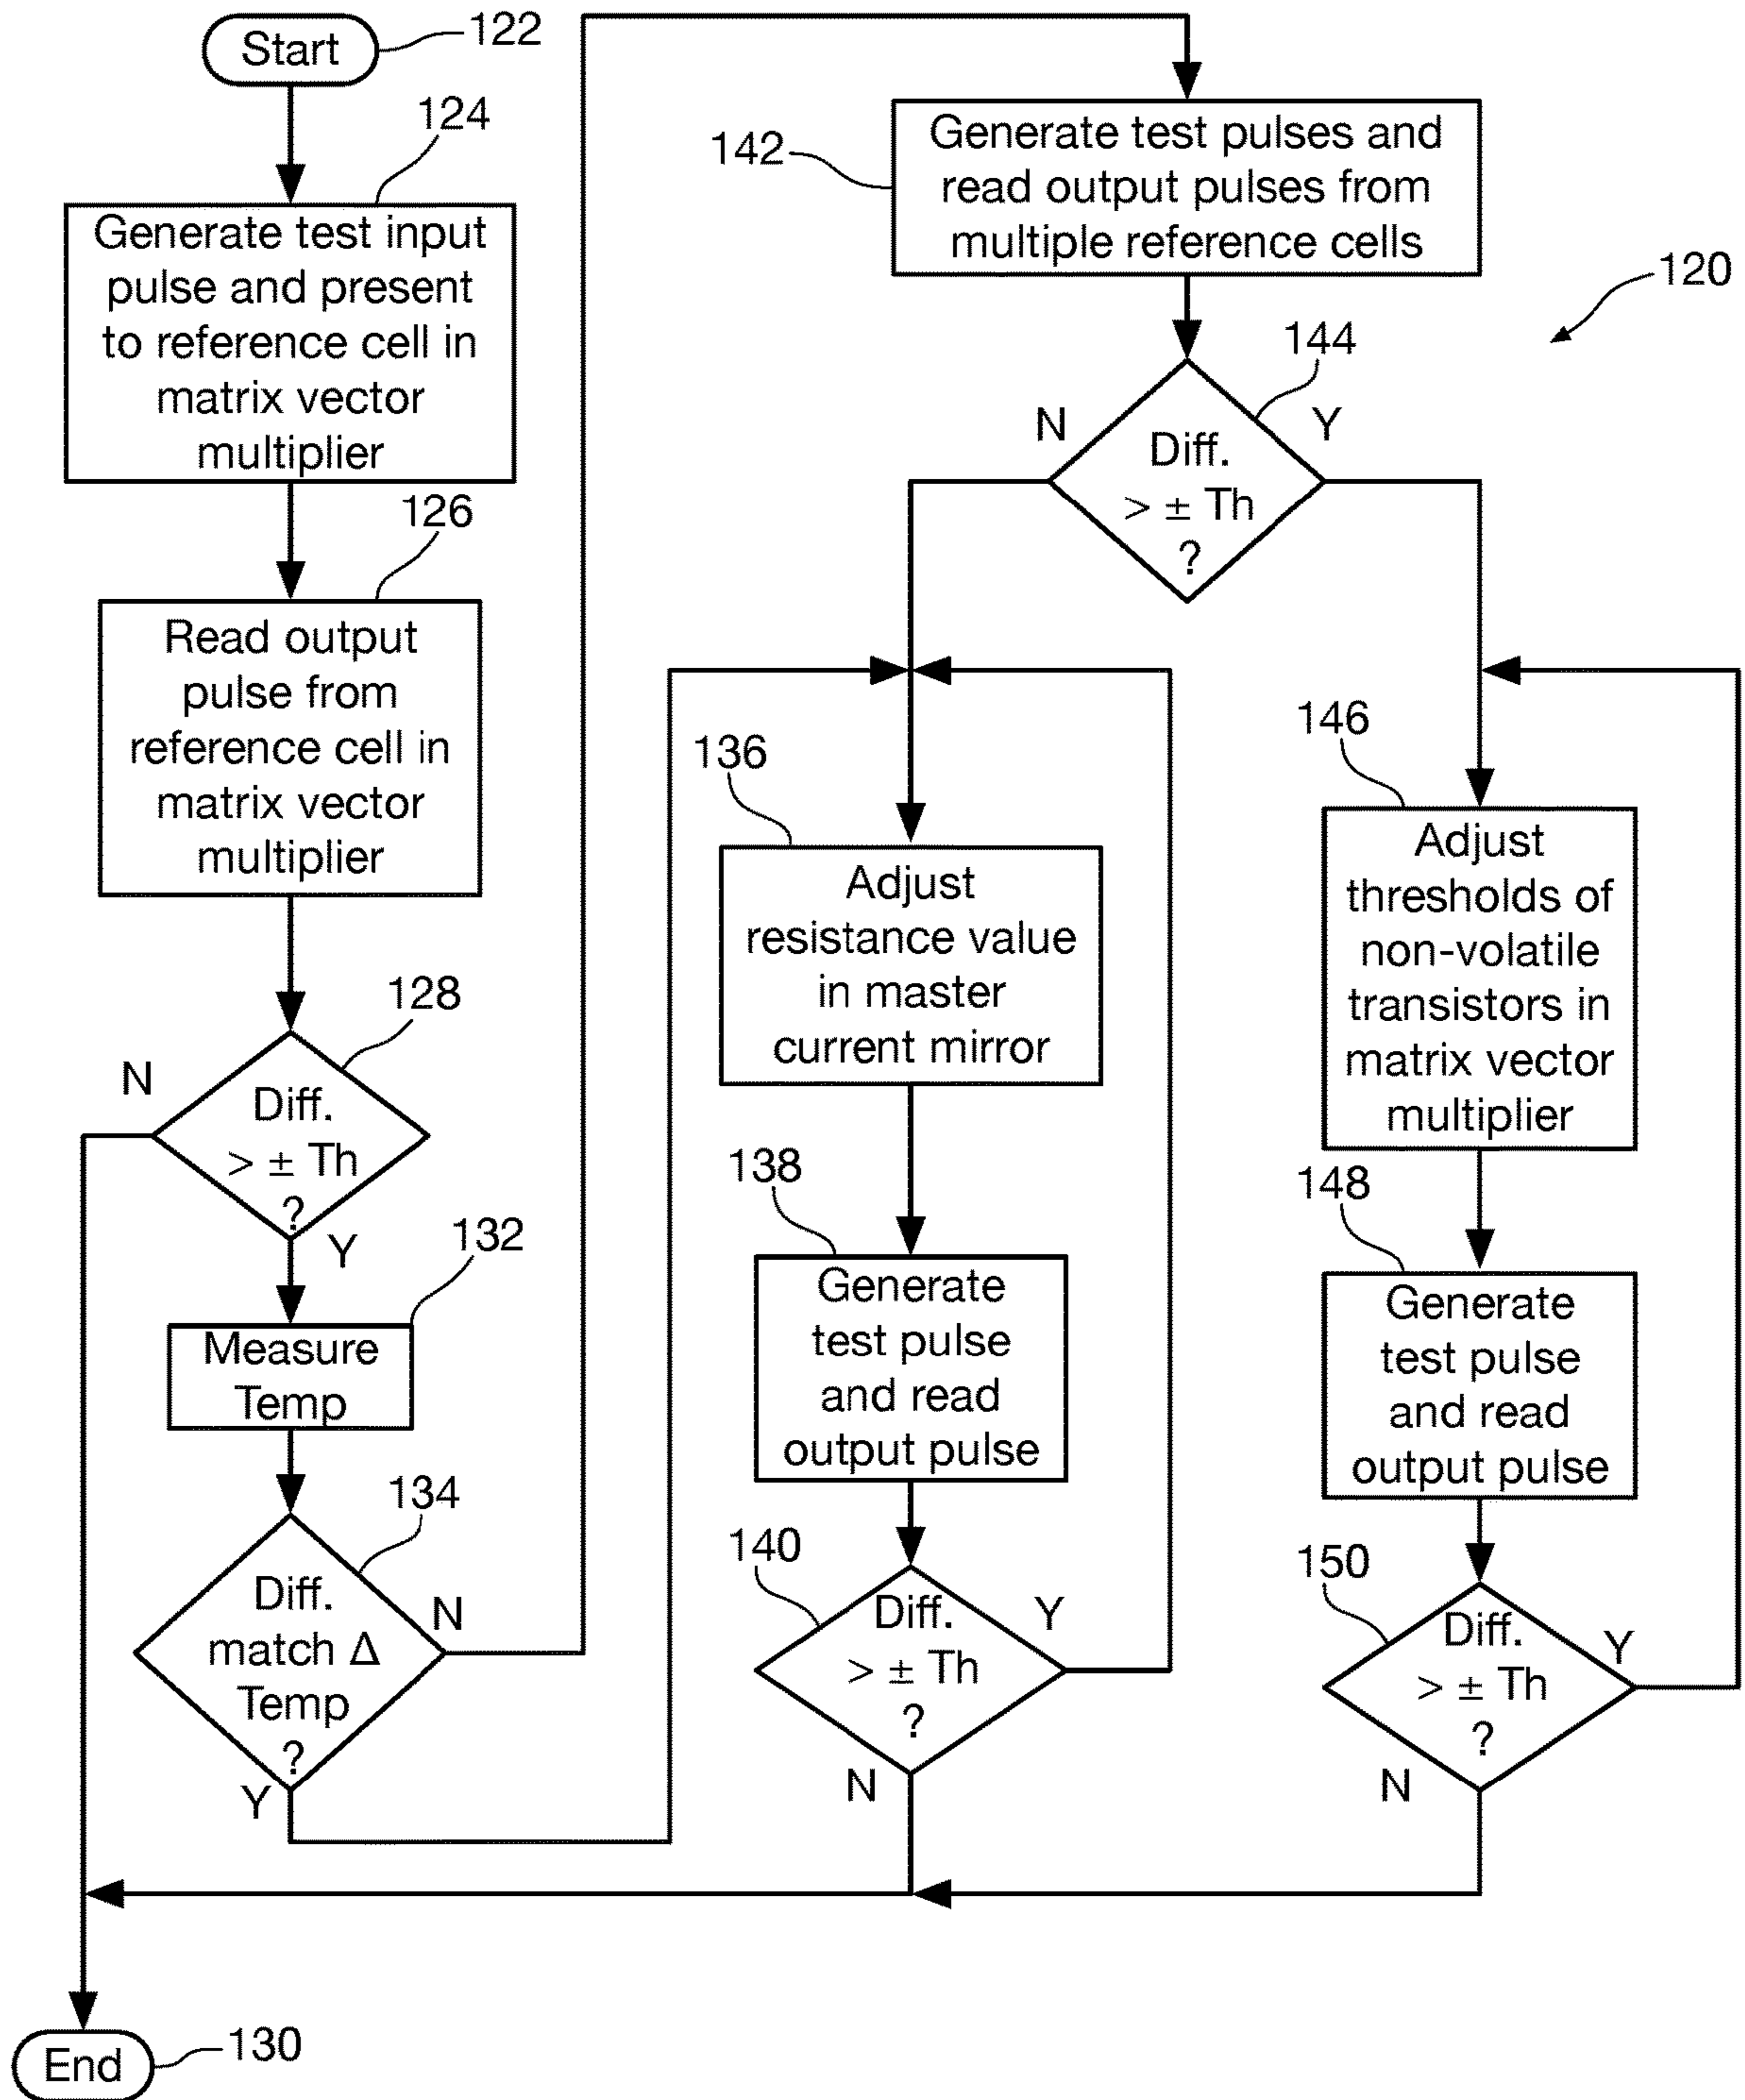 Start
122
124
Generate test input
pulse and present
to reference cell in
matrix vector
multiplier
126
Read output
pulse from
reference cell in
matrix vector
multiplier
128
N
Diff.
> ± Th
?
Y
132
Measure
Temp
134
Diff.
match Δ
Temp
?
N
Y
End
130
142
Generate test pulses and
read output pulses from
multiple reference cells
120
144
N
Y
Diff.
> ± Th
?
136
Adjust
resistance value
in master
current mirror
138
Generate
test pulse
and read
output pulse
140
Diff.
> ± Th
?
Y
N
146
Adjust
thresholds of
non-volatile
transistors in
matrix vector
multiplier
148
Generate
test pulse
and read
output pulse
150
Diff.
> ± Th
?
Y
N